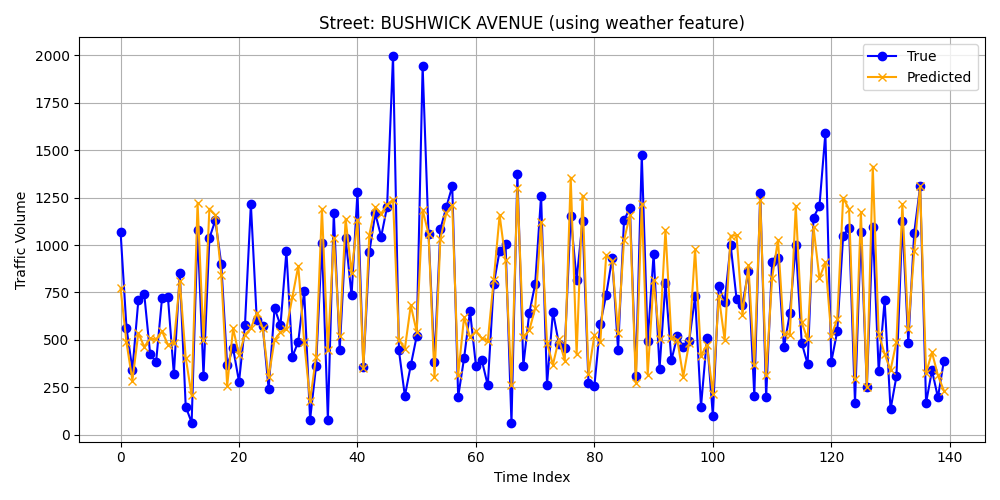 Street: BUSHWICK AVENUE (using weather feature)
True
Predicted
Traffic Volume
2000
1750
1500
1250
1000
750
500
250
0
0 20 40 60 80 100 120 140
Time Index